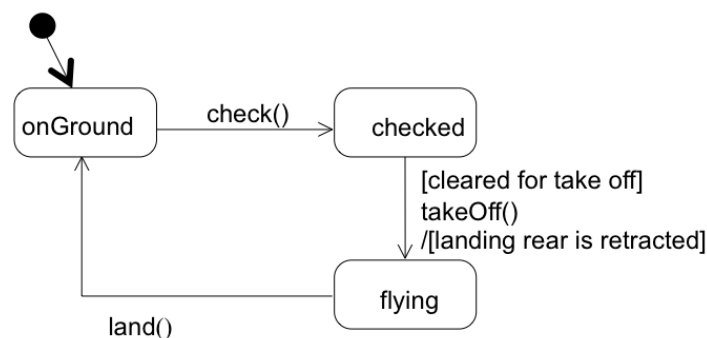 onGround
check()
checked
[cleared for take off]
takeOff()
/[landing rear is retracted]
flying
land()